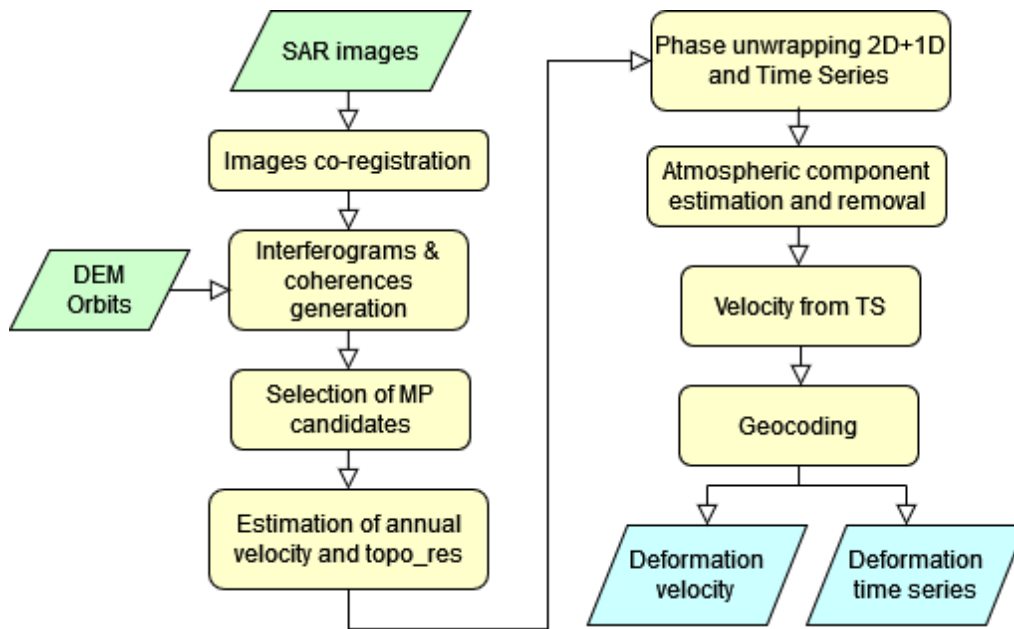 SAR images
Images co-registration
DEM
Orbits
Interferograms &
coherences
generation
Selection of MP
candidates
Estimation of annual
velocity and topo_res
Phase unwrapping 2D+1D
and Time Series
Atmospheric component
estimation and removal
Velocity from TS
Geocoding
Deformation
velocity
Deformation
time series